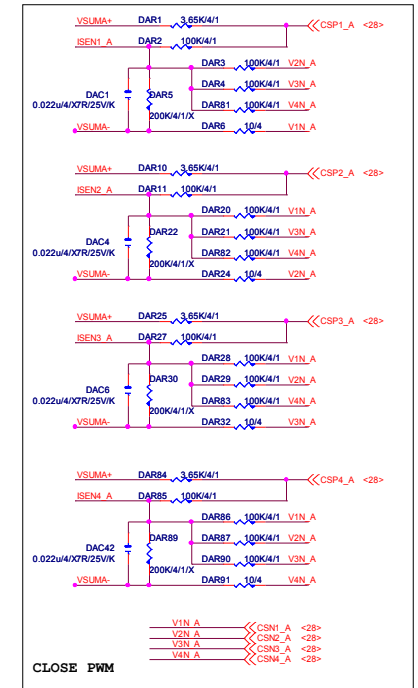 VSUMA+ DAR1 3.65K/4/1 CSP1_A <28>
ISEN1_A DAR2 100K/4/1
DAR3 100K/4/1 V2N_A
DAR4 100K/4/1 V3N_A
DAC1 DAR5 DAR81 100K/4/1 V4N_A
0.022u/4/X7R/25V/K 200K/4/1/X
VSUMA- DAR6 10/4 V1N_A
VSUMA+ DAR10 3.65K/4/1 CSP2_A <28>
ISEN2_A DAR11 100K/4/1
DAR20 100K/4/1 V1N_A
DAR22 DAR21 100K/4/1 V3N_A
DAC4 DAR82 100K/4/1 V4N_A
0.022u/4/X7R/25V/K 200K/4/1/X
VSUMA- DAR24 10/4 V2N_A
VSUMA+ DAR25 3.65K/4/1 CSP3_A <28>
ISEN3_A DAR27 100K/4/1
DAR28 100K/4/1 V1N_A
DAR30 DAR29 100K/4/1 V2N_A
DAC6 DAR83 100K/4/1 V4N_A
0.022u/4/X7R/25V/K 200K/4/1/X
VSUMA- DAR32 10/4 V3N_A
VSUMA+ DAR84 3.65K/4/1 CSP4_A <28>
ISEN4_A DAR85 100K/4/1
DAR86 100K/4/1 V1N_A
DAR89 DAR87 100K/4/1 V2N_A
DAC42 DAR90 100K/4/1 V3N_A
0.022u/4/X7R/25V/K 200K/4/1/X
VSUMA- DAR91 10/4 V4N_A
V1N_A CSN1_A <28>
V2N_A CSN2_A <28>
V3N_A CSN3_A <28>
V4N_A CSN4_A <28>
CLOSE PWM